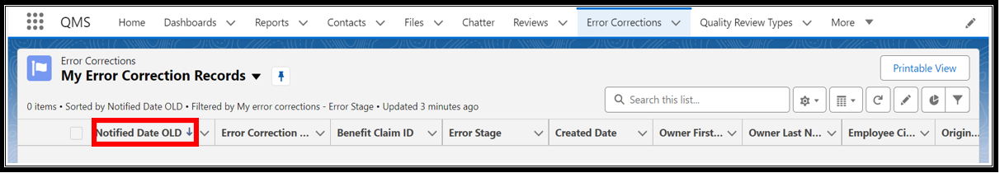 QMS Home Dashboards Reports Contacts Files Chatter Reviews Error Corrections Quality Review Types More
Error Corrections
My Error Correction Records
Printable View
0 items • Sorted by Notified Date OLD • Filtered by My error corrections - Error Stage • Updated 3 minutes ago
Search this list...
Notified Date OLD Error Correction ... Benefit Claim ID Error Stage Created Date Owner First... Owner Last N... Employee Ci... Origin...